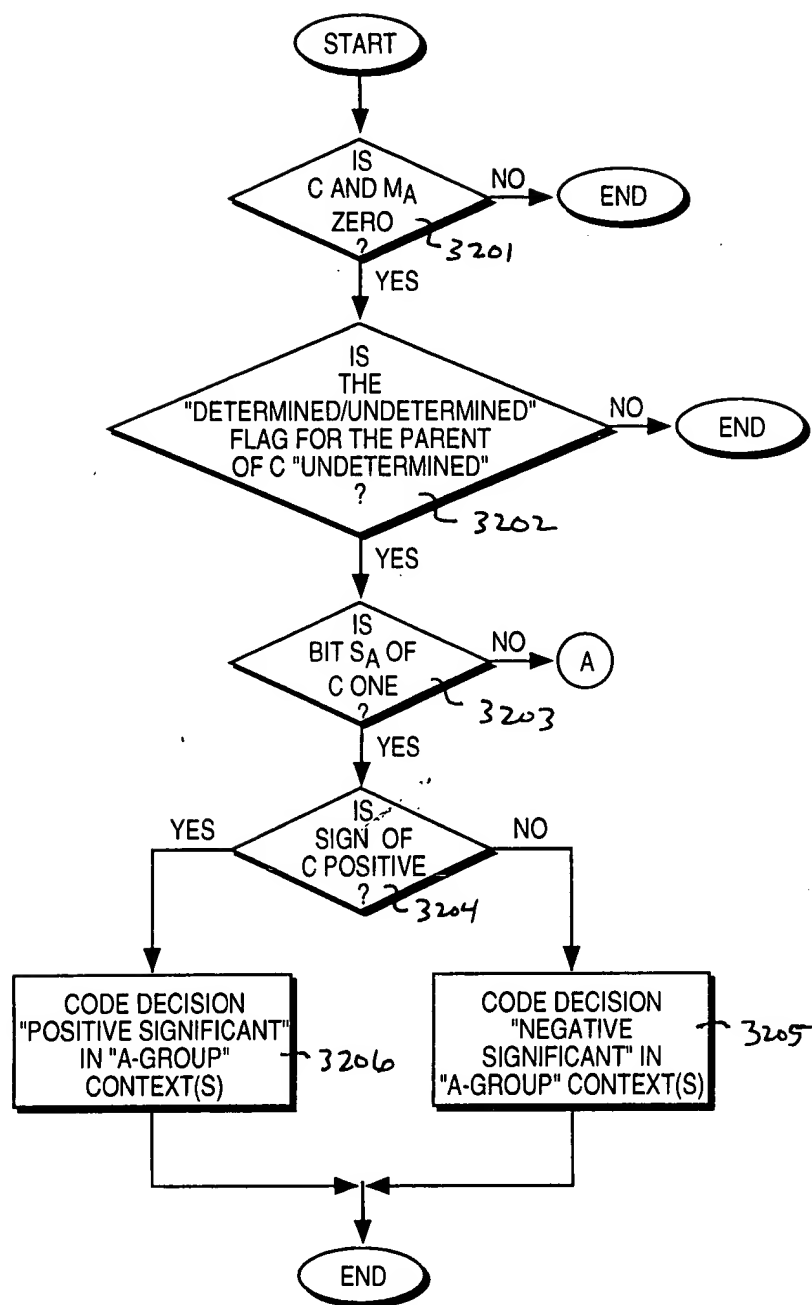 START
IS
C AND MA
ZERO
?
3201
NO
END
YES
IS
THE
"DETERMINED/UNDETERMINED"
FLAG FOR THE PARENT
OF C "UNDETERMINED"
?
3202
NO
END
YES
IS
BIT SA OF
C ONE
?
3203
NO
A
YES
IS
SIGN OF
C POSITIVE
?
3204
YES
NO
CODE DECISION
"POSITIVE SIGNIFICANT"
IN "A-GROUP"
CONTEXT(S)
3206
CODE DECISION
"NEGATIVE
SIGNIFICANT" IN
"A-GROUP" CONTEXT(S)
3205
END